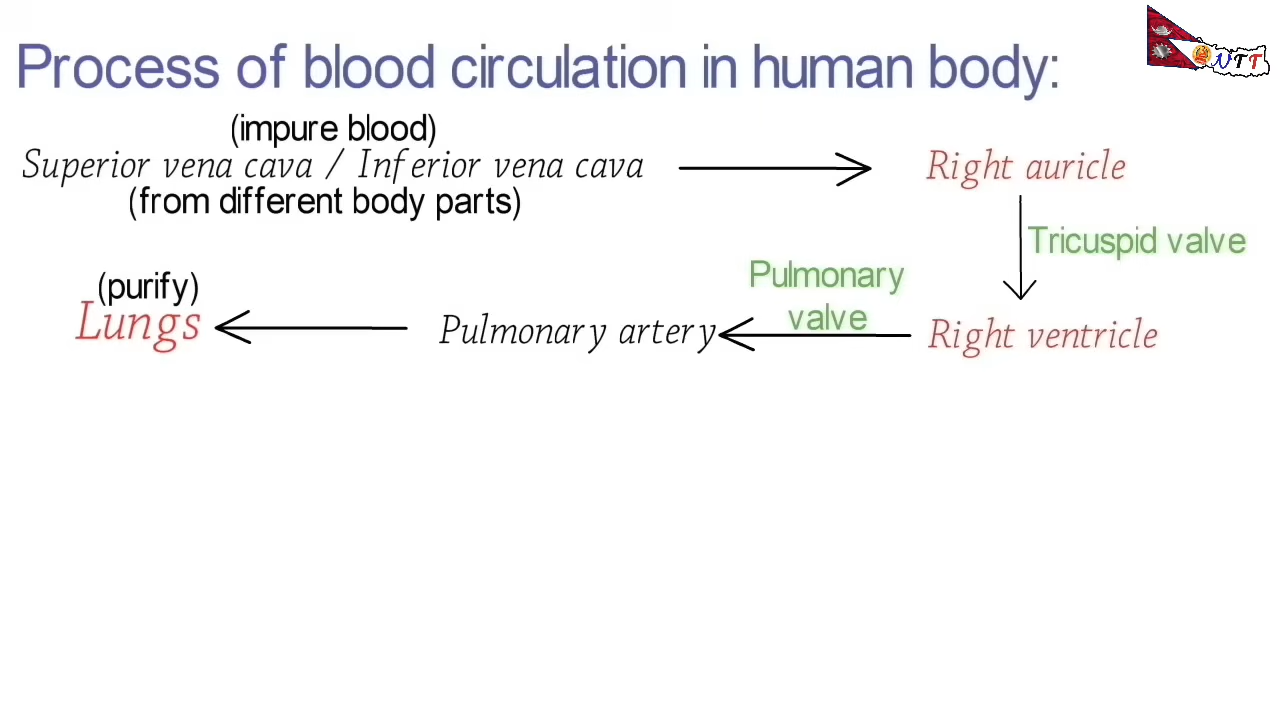 Process of blood circulation in human body:
NTT
(impure blood)
Superior vena cava / Inferior vena cava
Right auricle
(from different body parts)
Tricuspid valve
(purify)
Lungs
Pulmonary artery
Pulmonary
valve
Right ventricle